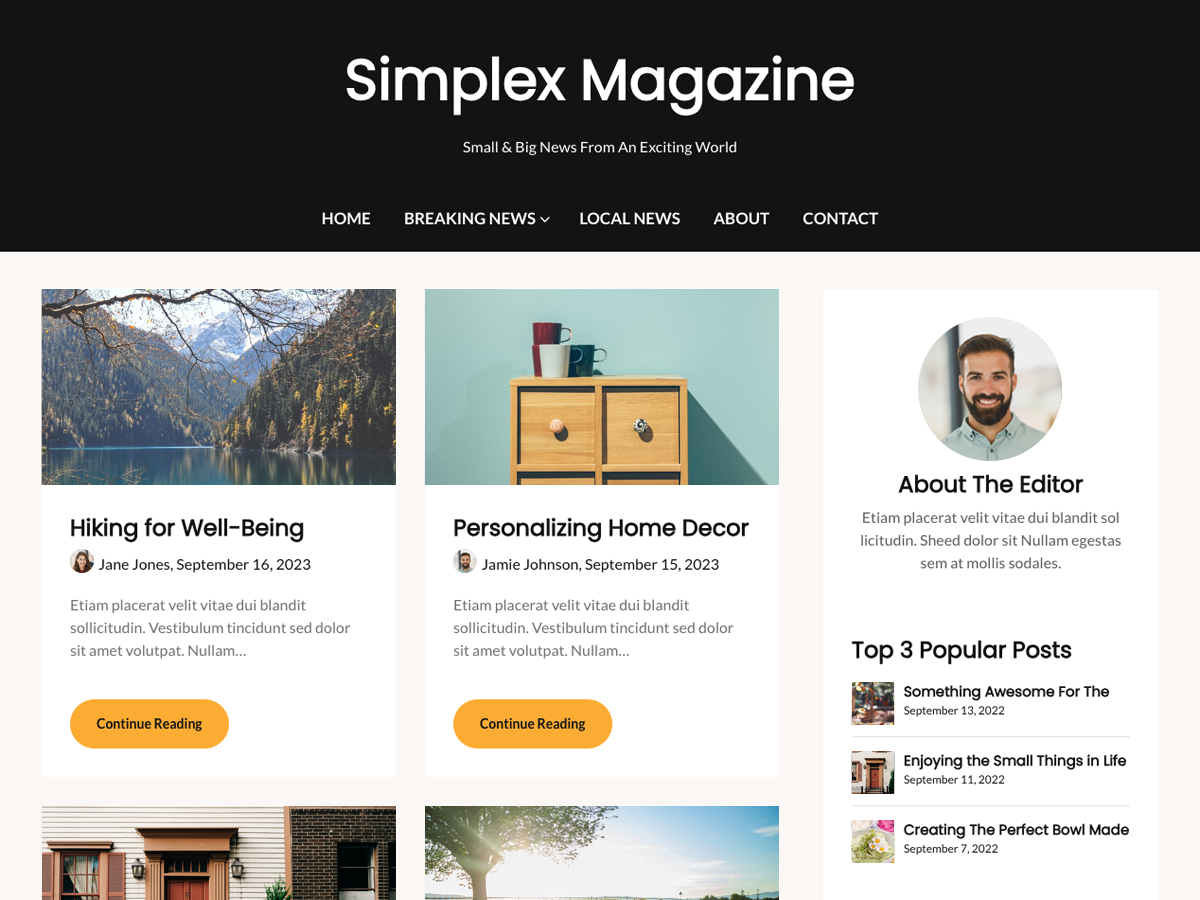 Simplex Magazine
Small & Big News From An Exciting World
HOME BREAKING NEWS LOCAL NEWS ABOUT CONTACT
Hiking for Well-Being
Jane Jones, September 16, 2023
Etiam placerat velit vitae dui blandit
sollicitudin. Vestibulum tincidunt sed dolor
sit amet volutpat. Nullam...
Continue Reading
Personalizing Home Decor
Jamie Johnson, September 15, 2023
Etiam placerat velit vitae dui blandit
sollicitudin. Vestibulum tincidunt sed dolor
sit amet volutpat. Nullam...
Continue Reading
About The Editor
Etiam placerat velit vitae dui blandit sol
licitudin. Sheed dolor sit Nullam egestas
sem at mollis sodales.
Top 3 Popular Posts
Something Awesome For The
September 13, 2022
Enjoying the Small Things in Life
September 11, 2022
Creating The Perfect Bowl Made
September 7, 2022